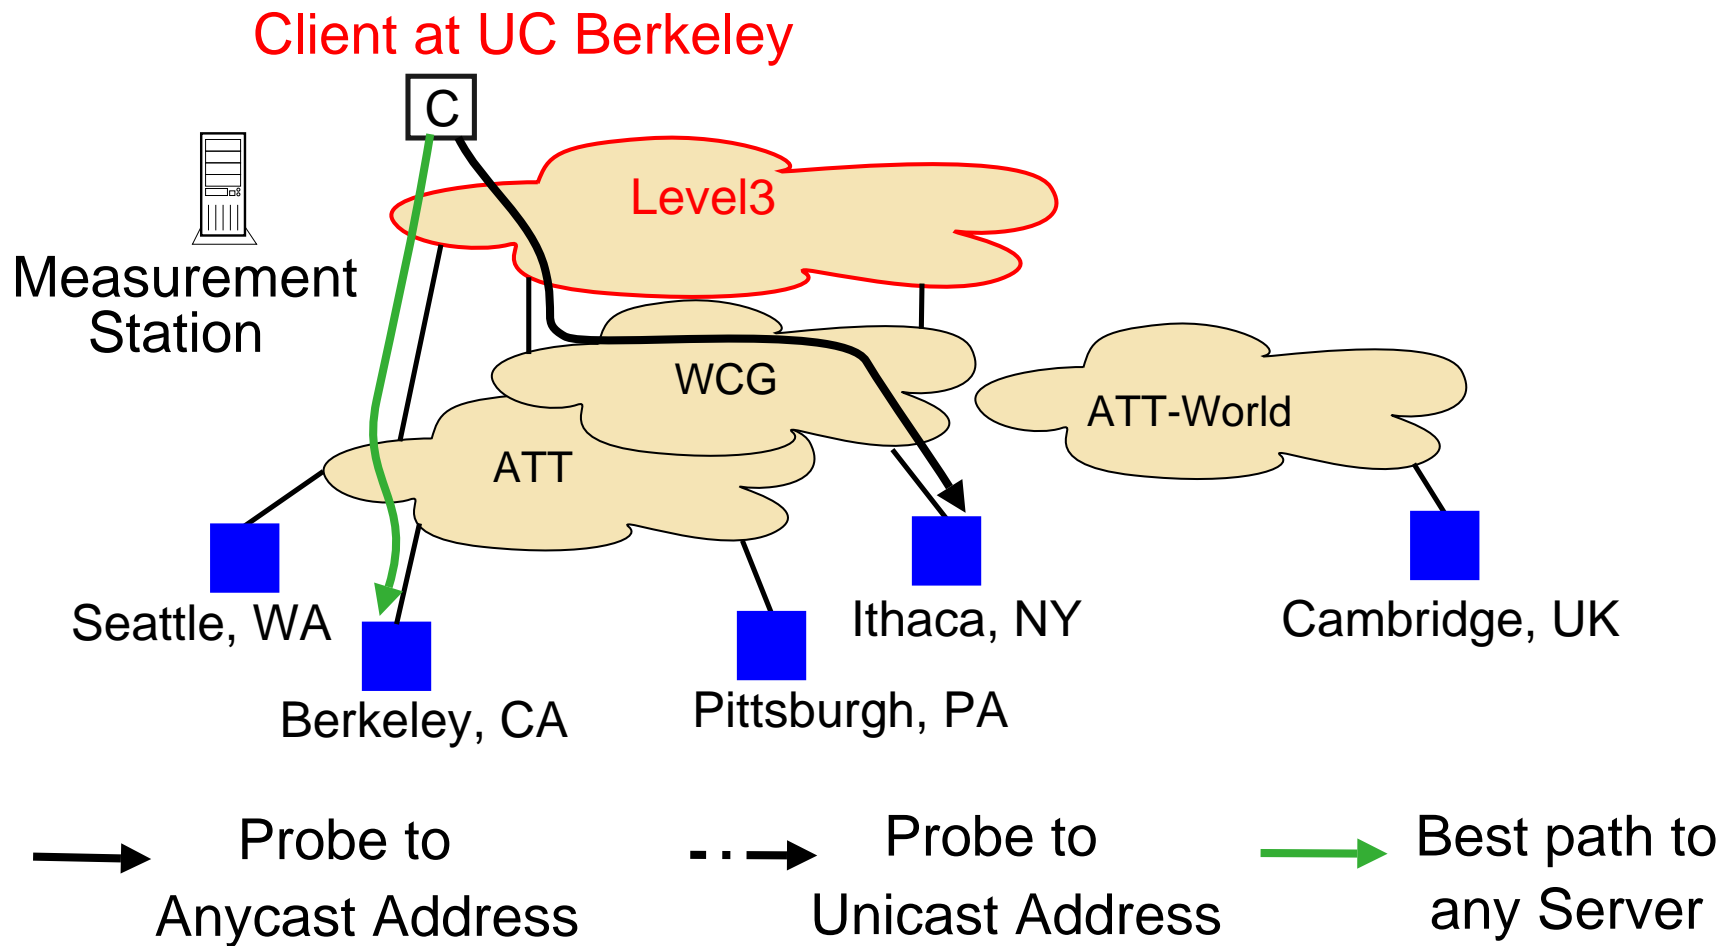 Client at UC Berkeley
C
Level3
Measurement
Station
WCG
ATT-World
ATT
Seattle, WA
Ithaca, NY
Cambridge, UK
Berkeley, CA
Pittsburgh, PA
Probe to
Anycast Address
Probe to
Unicast Address
Best path to
any Server